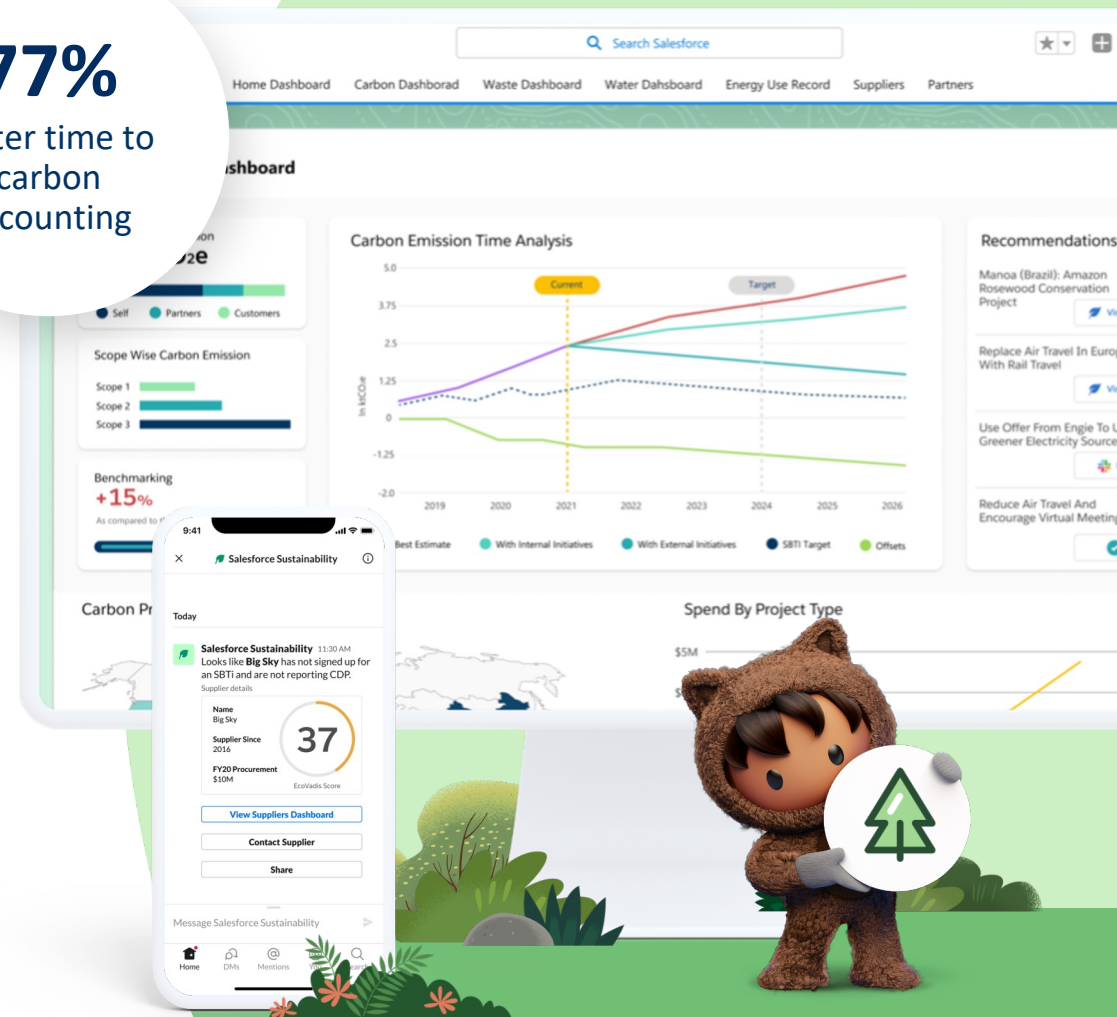 77%
time to
carbon
Search Salesforce
Home Dashboard Carbon Dashborad Waste Dashboard Water Dahsboard Energy Use Record Suppliers Partners
Self Partners Customers
Scope Wise Carbon Emission
Scope 1
Scope 2
Scope 3
Benchmarking
+15%
As compared to
Carbon Emission Time Analysis
Current Target
In ktCO₂e
5.0
3.75
2.5
1.25
0
-1.25
-2.0
2019 2020 2021 2022 2023 2024 2025 2026
Best Estimate With Internal Initiatives With External Initiatives SBTI Target Offsets
Recommendations
Manoa (Brazil): Amazon
Rosewood Conservation
Project
Replace Air Travel In
With Rail Travel
Use Offer From Engie To
Greener Electricity
Reduce Air Travel And
Encourage Virtual
Carbon
Spend By Project Type
$5M
9:41
Salesforce Sustainability
Today
Salesforce Sustainability 11:30 AM
Looks like Big Sky has not signed up for
an SBTi and are not reporting CDP.
Supplier details
Name
Big Sky
Supplier Since
2016
FY20 Procurement
$10M
37
EcoVadis Score
View Suppliers Dashboard
Contact Supplier
Share
Message Salesforce Sustainability
Home DMs Mentions